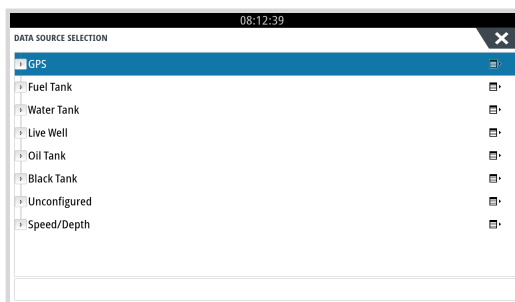 08:12:39
DATA SOURCE SELECTION
GPS
Fuel Tank
Water Tank
Live Well
Oil Tank
Black Tank
Unconfigured
Speed/Depth